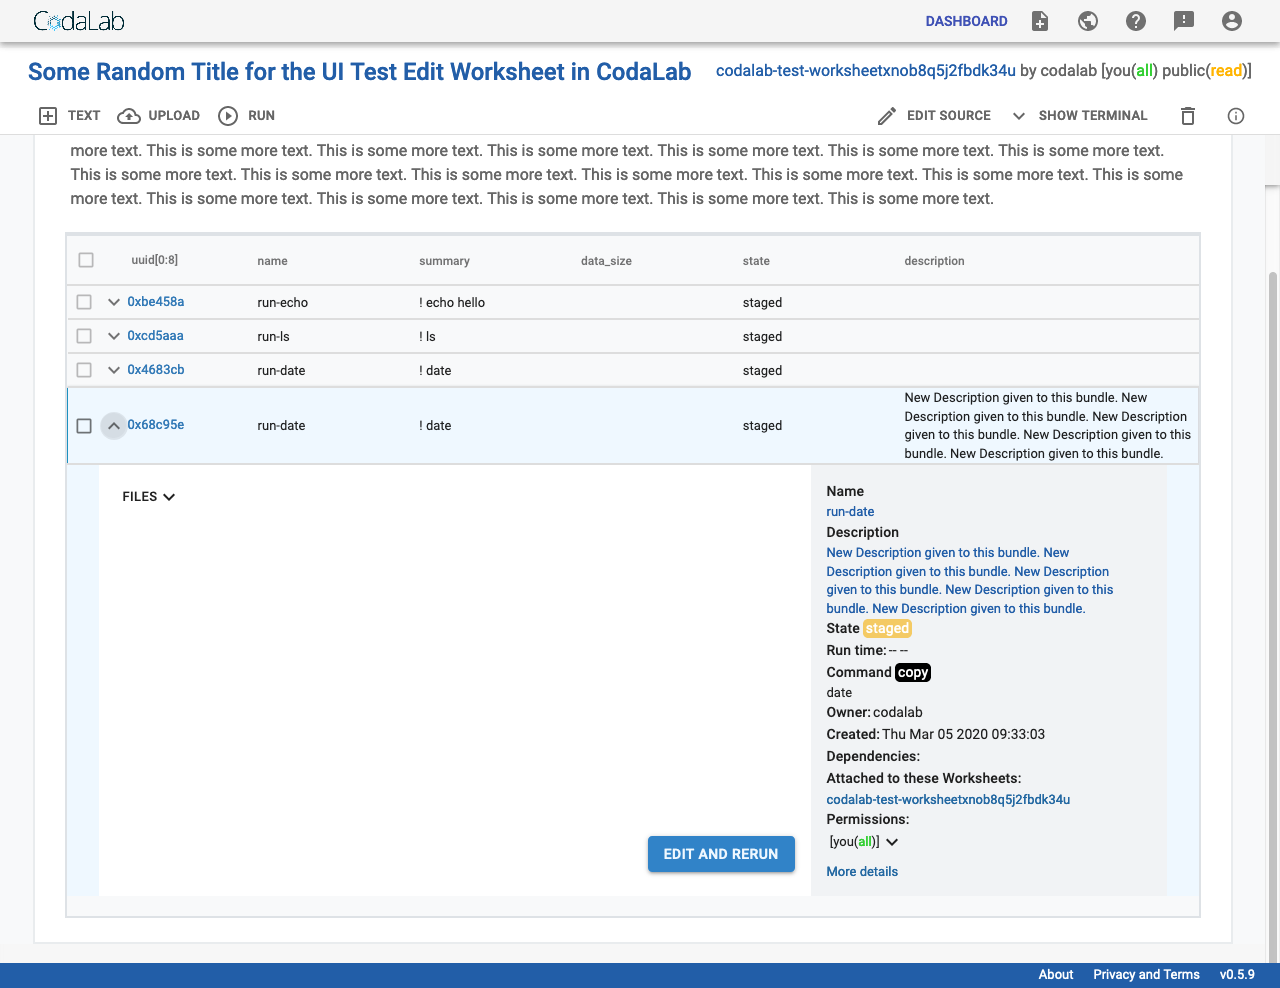 CodaLab
DASHBOARD
Some Random Title for the UI Test Edit Worksheet in CodaLab
codalab-test-worksheetxnob8q5j2fbdk34u by codalab [you(all) public(read)]
TEXT UPLOAD RUN
EDIT SOURCE SHOW TERMINAL
more text. This is some more text. This is some more text. This is some more text. This is some more text. This is some more text. This is some more text.
This is some more text. This is some more text. This is some more text. This is some more text. This is some more text. This is some more text. This is some
more text. This is some more text. This is some more text. This is some more text. This is some more text. This is some more text.
uuid[0:8] name summary data_size state description
0xbe458a run-echo ! echo hello staged
0xcd5aaa run-ls ! ls staged
0x4683cb run-date ! date staged
0x68c95e run-date ! date staged
New Description given to this bundle. New
Description given to this bundle. New Description
given to this bundle. New Description given to this
bundle. New Description given to this bundle.
FILES
Name
run-date
Description
New Description given to this bundle. New
Description given to this bundle. New Description
given to this bundle. New Description given to this
bundle. New Description given to this bundle.
State staged
Run time: -- --
Command copy
date
Owner: codalab
Created: Thu Mar 05 2020 09:33:03
Dependencies:
Attached to these Worksheets:
codalab-test-worksheetxnob8q5j2fbdk34u
Permissions:
[you(all)]
EDIT AND RERUN
More details
About Privacy and Terms v0.5.9